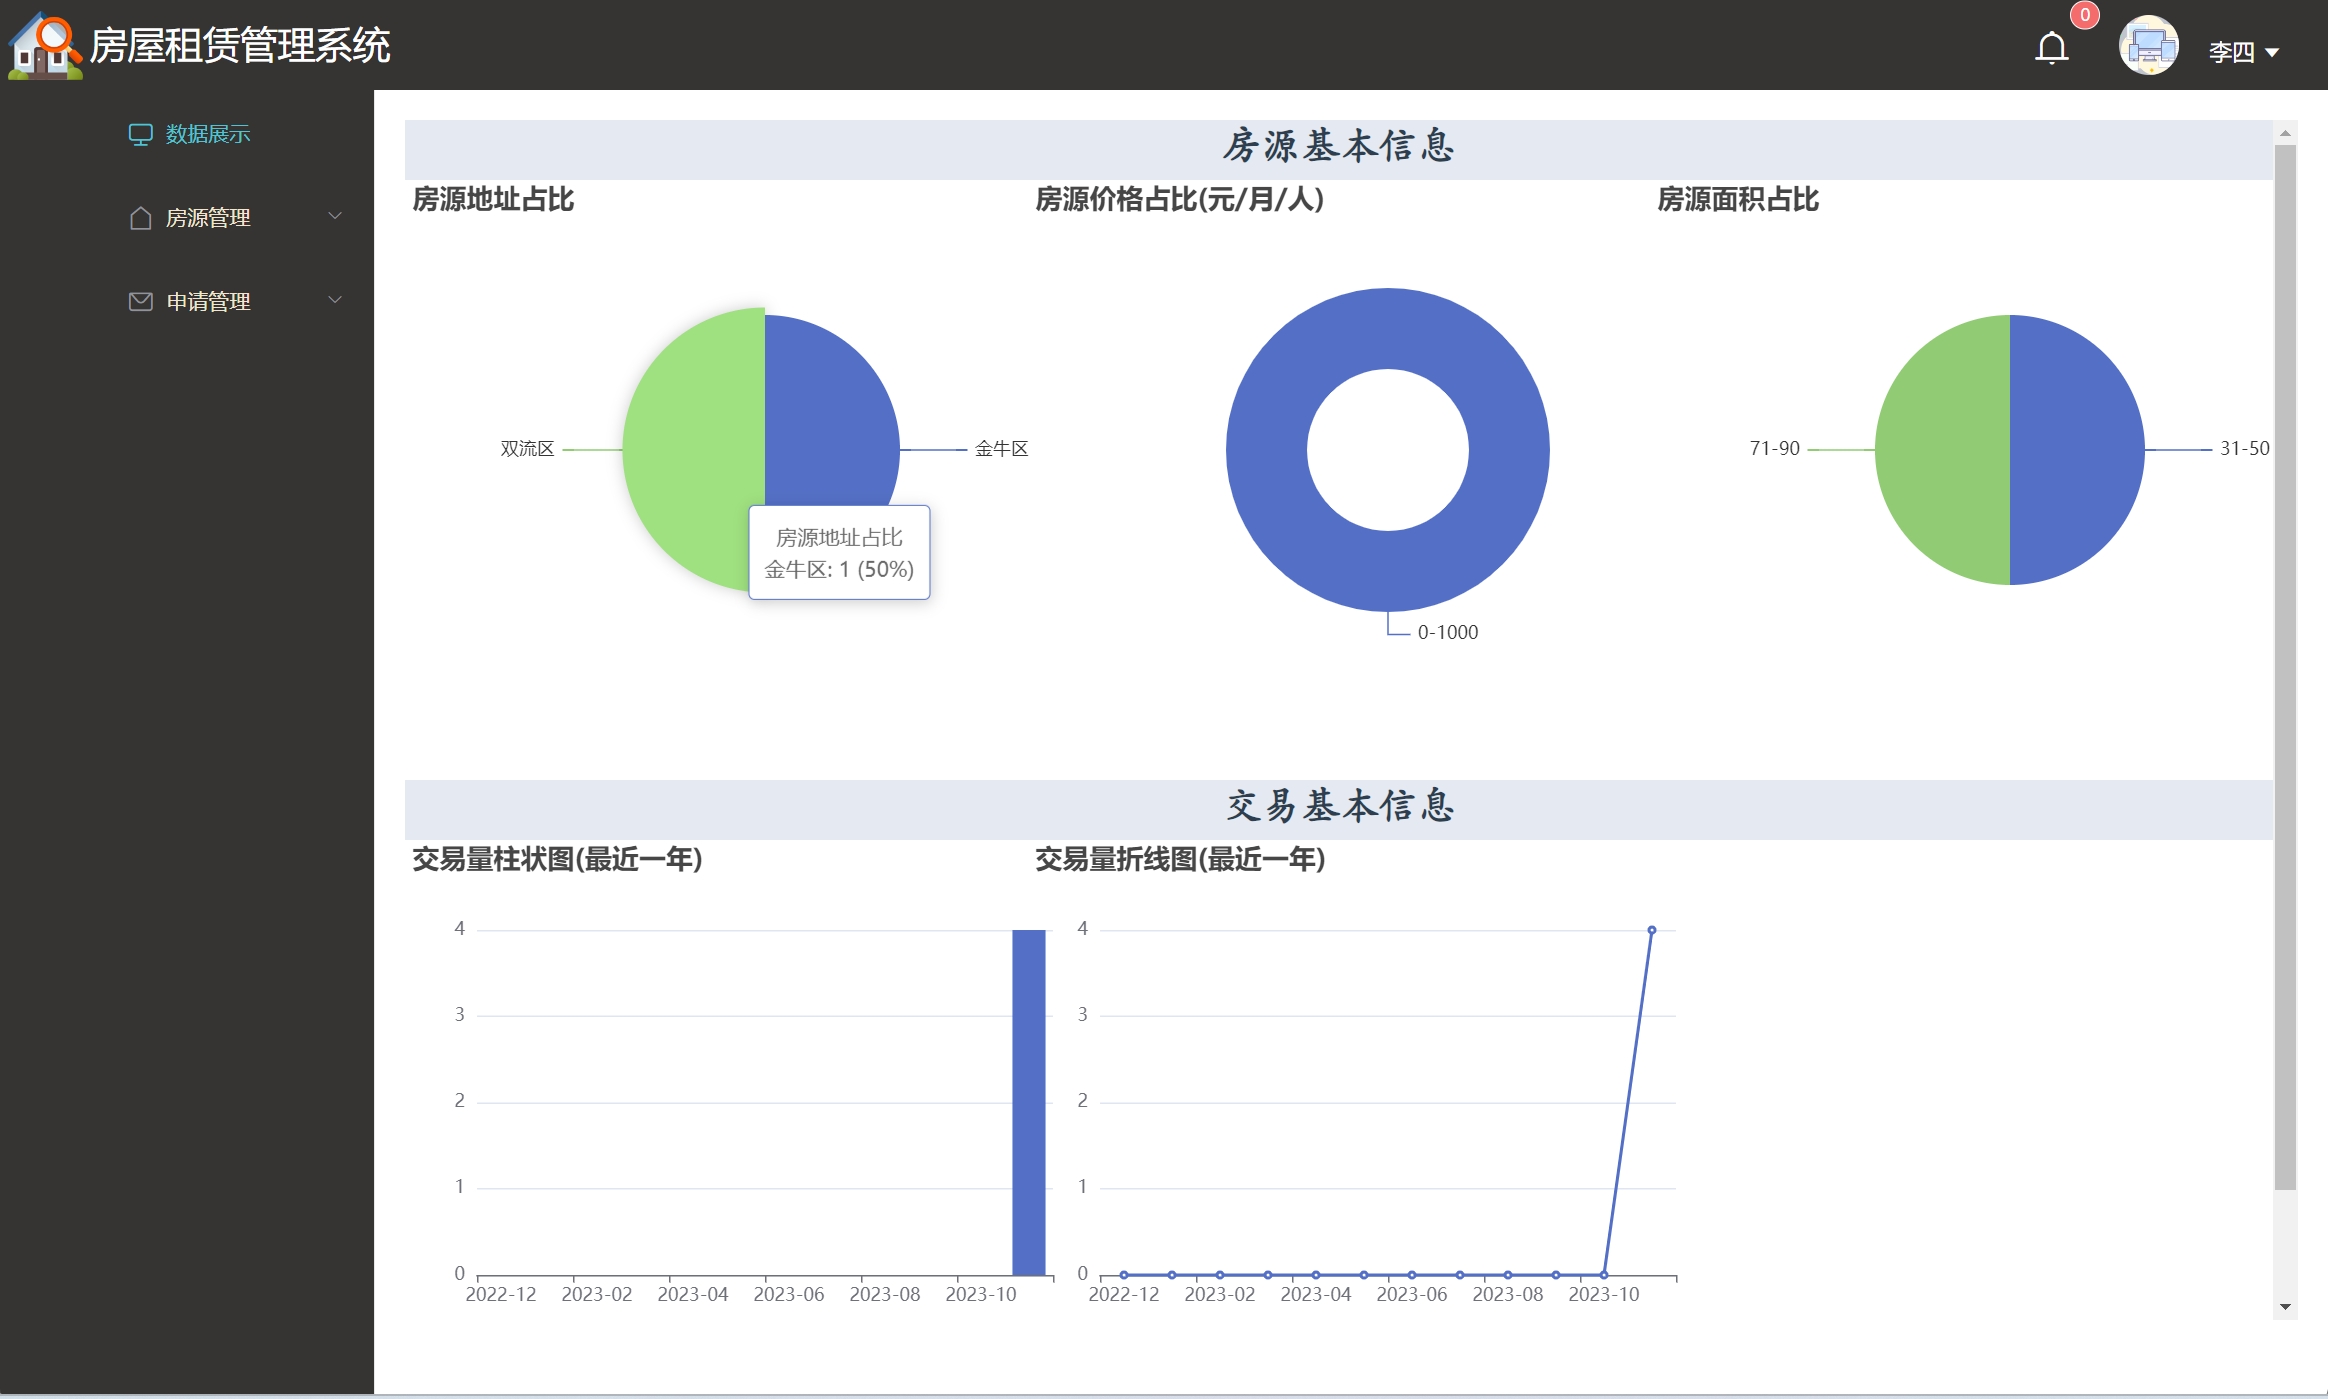 房屋租赁管理系统
0
李四
数据展示
房源管理
申请管理
房源基本信息
房源地址占比
房源价格占比(元/月/人)
房源面积占比
双流区
金牛区
房源地址占比
金牛区: 1 (50%)
0-1000
71-90
31-50
交易基本信息
交易量柱状图(最近一年)
交易量折线图(最近一年)
4
3
2
1
0
2022-12 2023-02 2023-04 2023-06 2023-08 2023-10
4
3
2
1
0
2022-12 2023-02 2023-04 2023-06 2023-08 2023-10